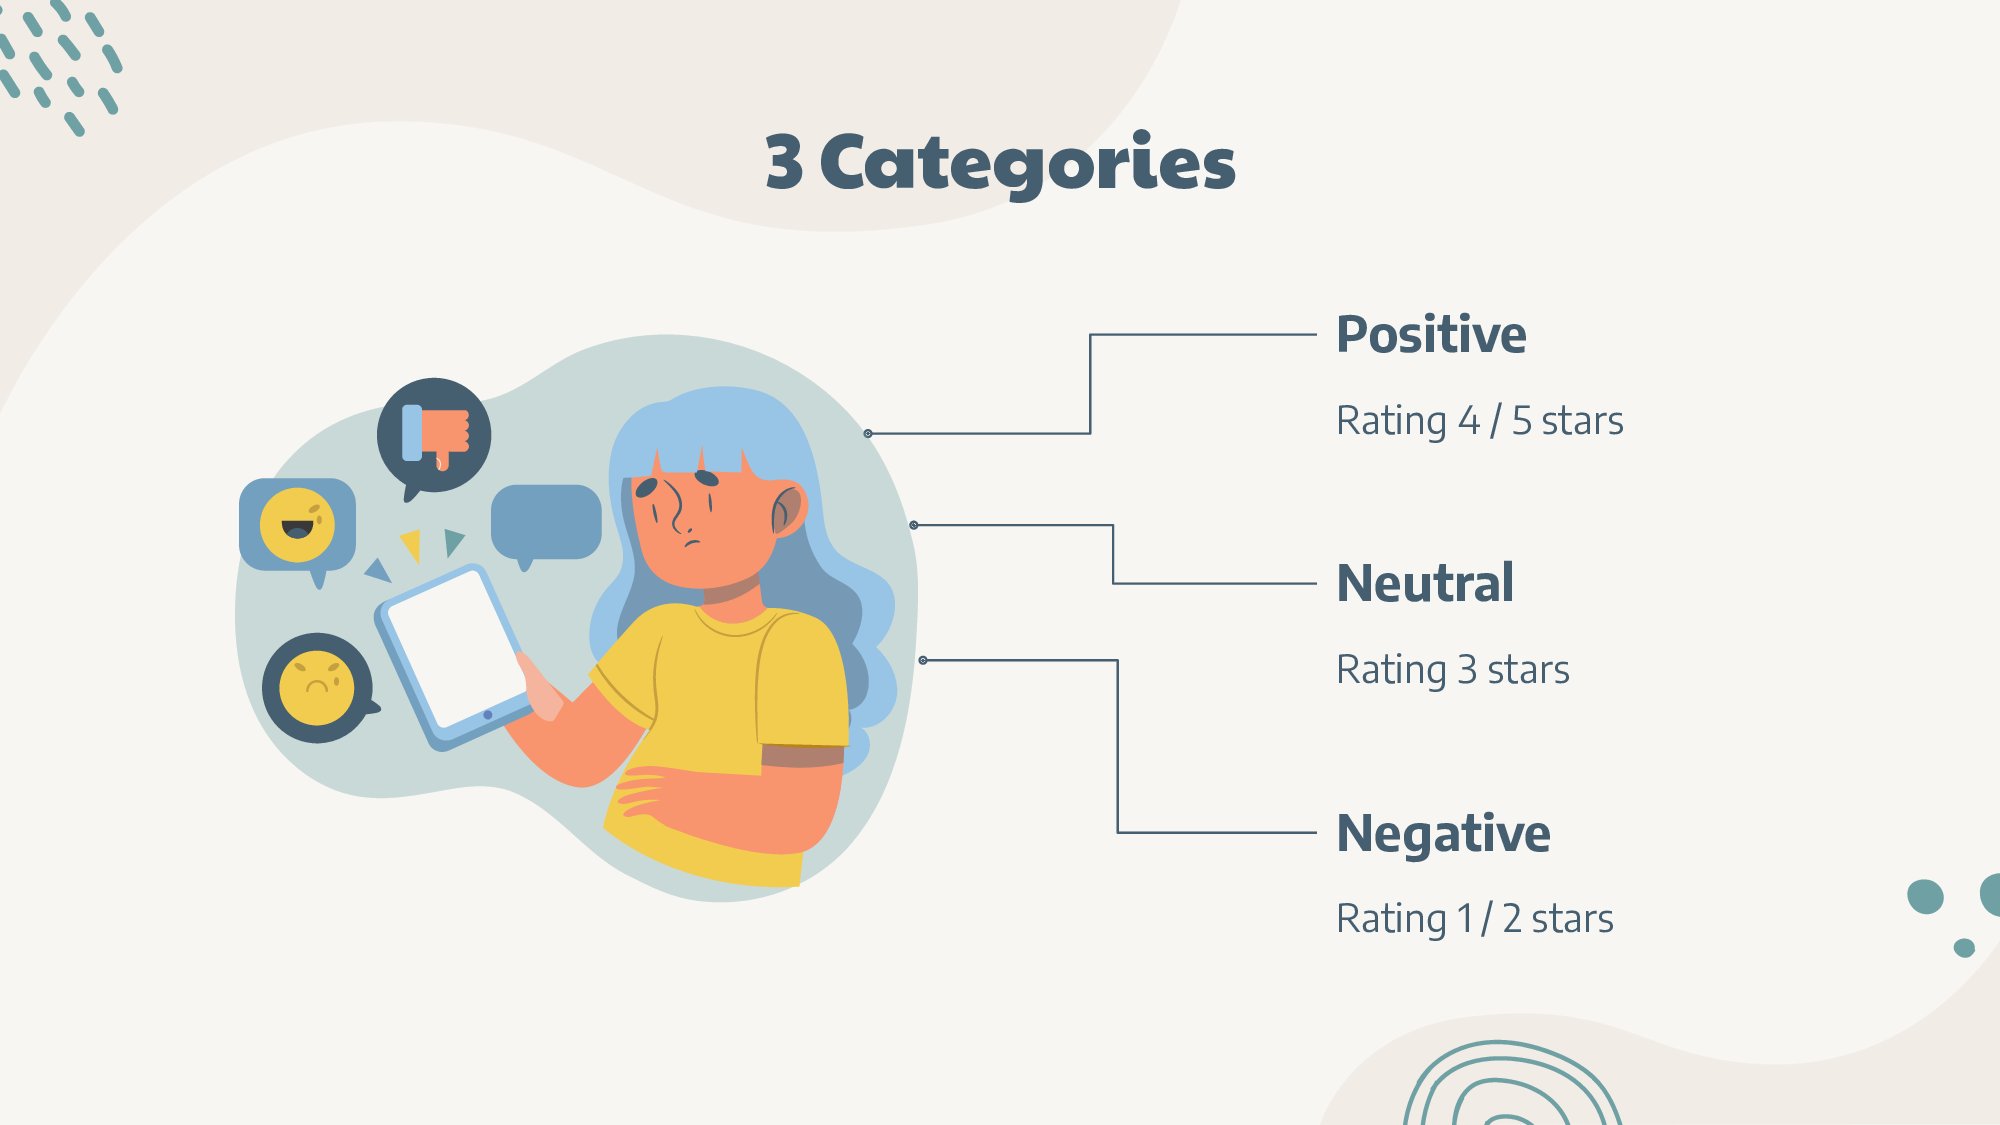 3 Categories
Positive
Rating 4 / 5 stars
Neutral
Rating 3 stars
Negative
Rating 1 / 2 stars